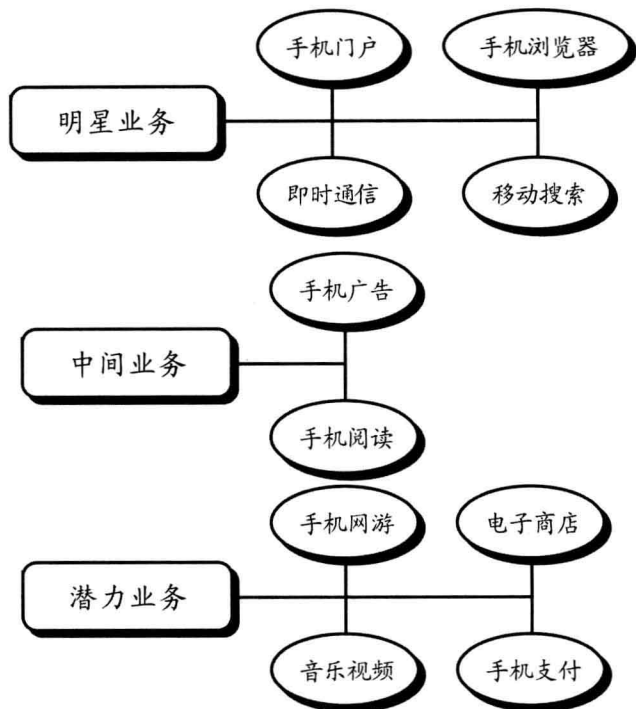 手机门户
手机浏览器
明星业务
即时通信
移动搜索
手机广告
中间业务
手机阅读
手机网游
电子商店
潜力业务
音乐视频
手机支付